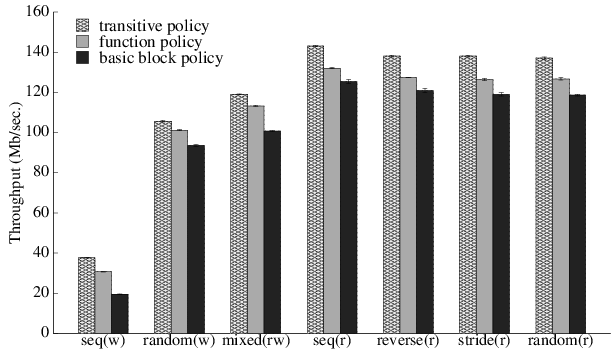 160
140
120
100
80
60
40
20
0
Throughput (Mb/sec.)
transitive policy
function policy
basic block policy
seq(w) random(w) mixed(rw) seq(r) reverse(r) stride(r) random(r)